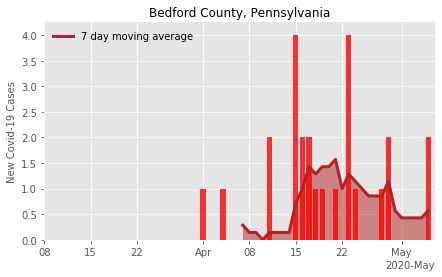 Bedford County, Pennsylvania
7 day moving average
New Covid-19 Cases
4.0
3.5
3.0
2.5
2.0
1.5
1.0
0.5
0.0
08 15 22 Apr 08 15 22 May
2020-May